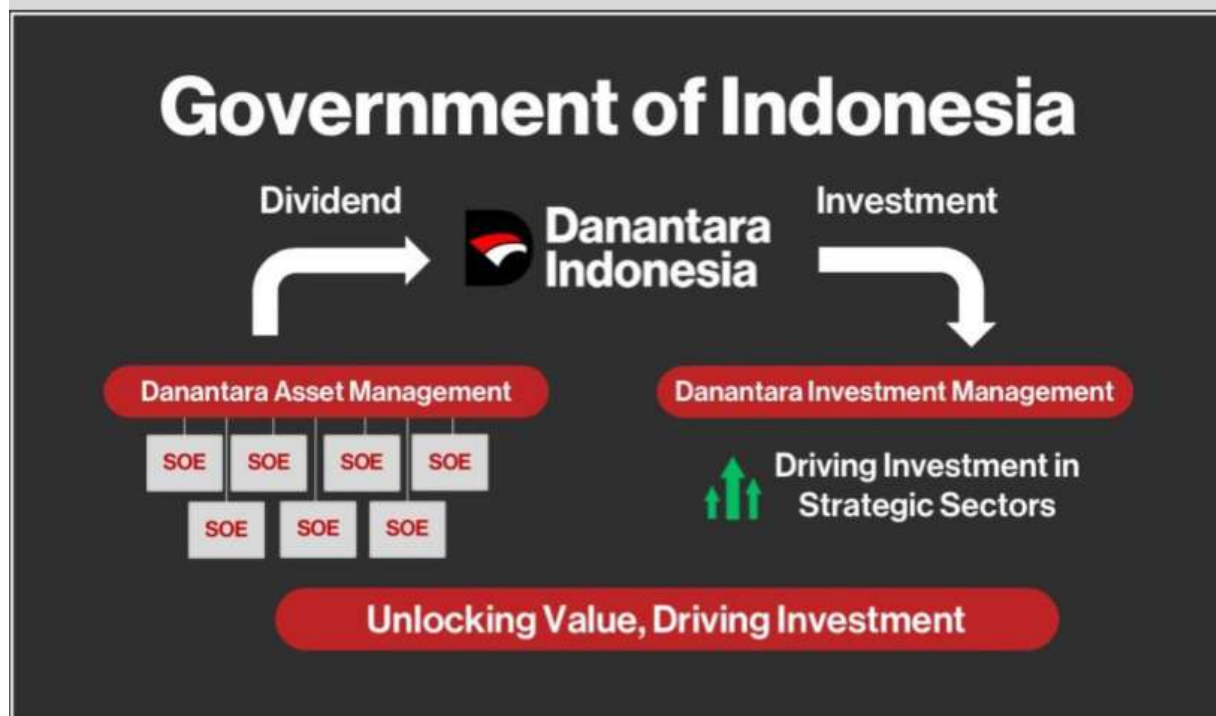 Government of Indonesia
Dividend
Danantara
Indonesia
Investment
Danantara Asset Management
SOE SOE SOE SOE
SOE SOE SOE
Danantara Investment Management
Driving Investment in
Strategic Sectors
Unlocking Value, Driving Investment